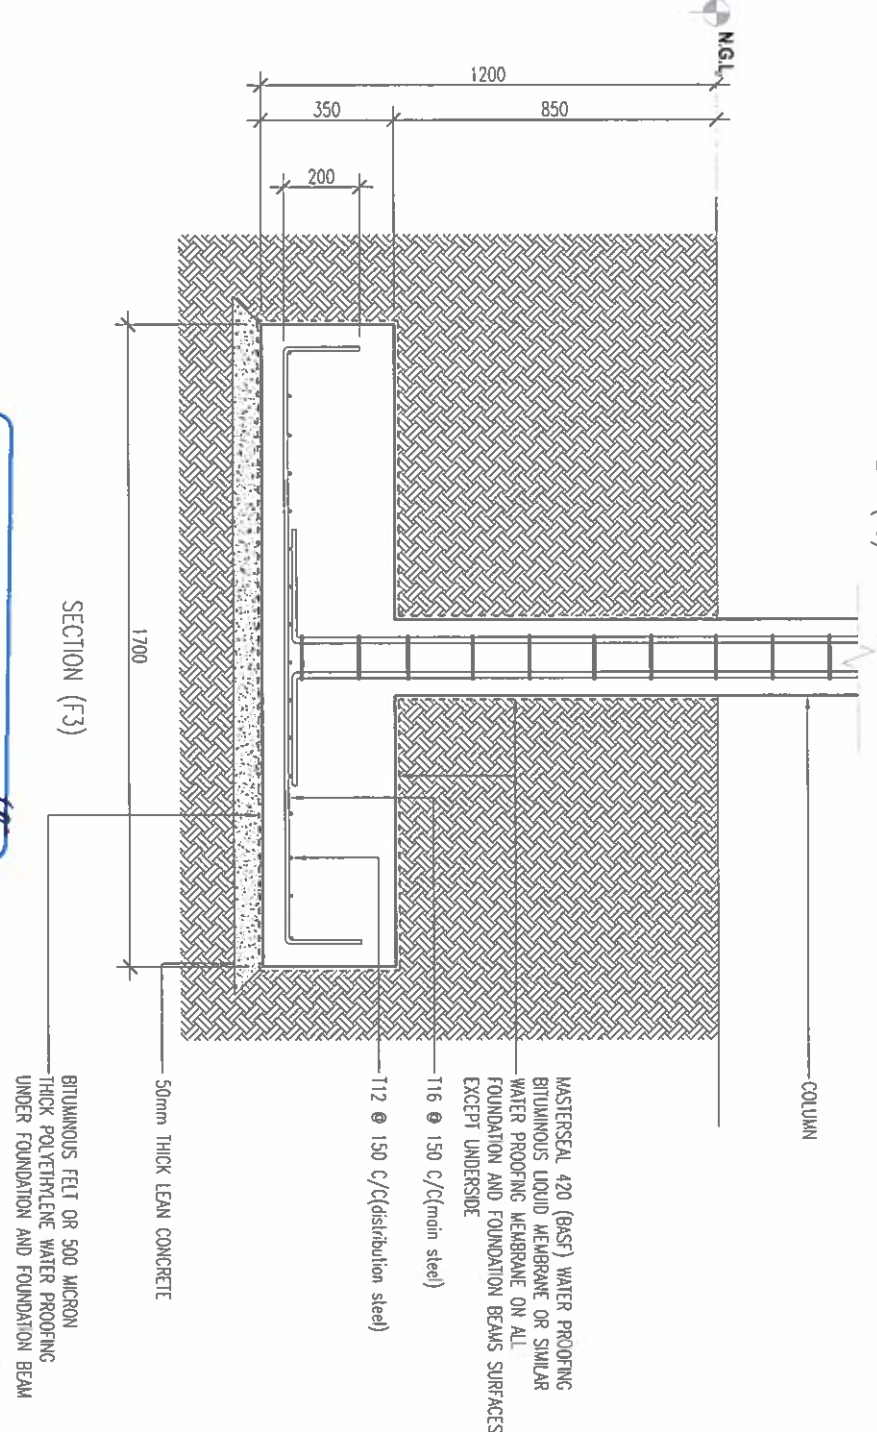 N.G.L
1200
350
850
200
1700
COLUMN
MASTERSEAL 420 (BASF) WATER PROOFING
BITUMINOUS LIQUID MEMBRANE OR SIMILAR
WATER PROOFING MEMBRANE ON ALL
FOUNDATION AND FOUNDATION BEAMS SURFACES
EXCEPT UNDERSIDE
T16 @ 150 C/C(main steel)
T12 @ 150 C/C(distribution steel)
50mm THICK LEAN CONCRETE
BITUMINOUS FELT OR 500 MICRON
THICK POLYETHYLENE WATER PROOFING
UNDER FOUNDATION AND FOUNDATION BEAM
SECTION (F3)